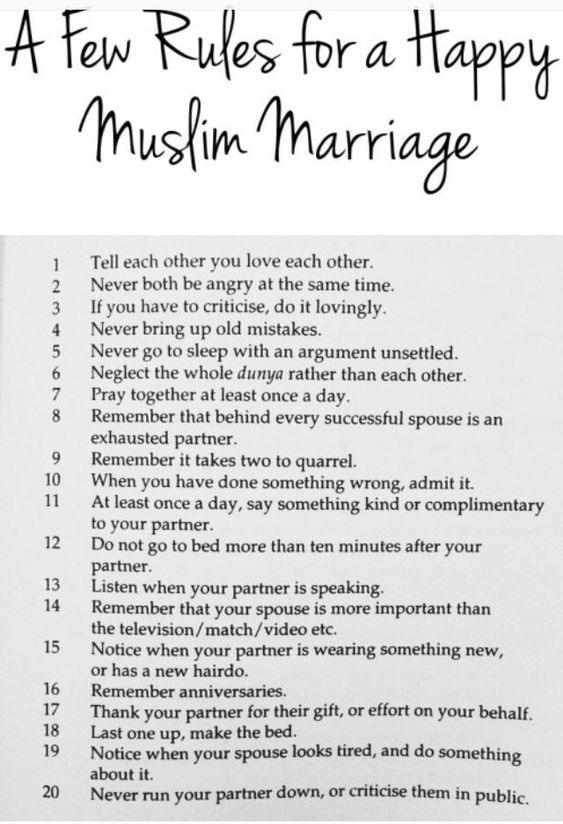 A Few Rules for a Happy
Muslim Marriage
1 Tell each other you love each other.
2 Never both be angry at the same time.
3 If you have to criticise, do it lovingly.
4 Never bring up old mistakes.
5 Never go to sleep with an argument unsettled.
6 Neglect the whole dunya rather than each other.
7 Pray together at least once a day.
8 Remember that behind every successful spouse is an
exhausted partner.
9 Remember it takes two to quarrel.
10 When you have done something wrong, admit it.
11 At least once a day, say something kind or complimentary
to your partner.
12 Do not go to bed more than ten minutes after your
partner.
13 Listen when your partner is speaking.
14 Remember that your spouse is more important than
the television/match/video etc.
15 Notice when your partner is wearing something new,
or has a new hairdo.
16 Remember anniversaries.
17 Thank your partner for their gift, or effort on your behalf.
18 Last one up, make the bed.
19 Notice when your spouse looks tired, and do something
about it.
20 Never run your partner down, or criticise them in public.